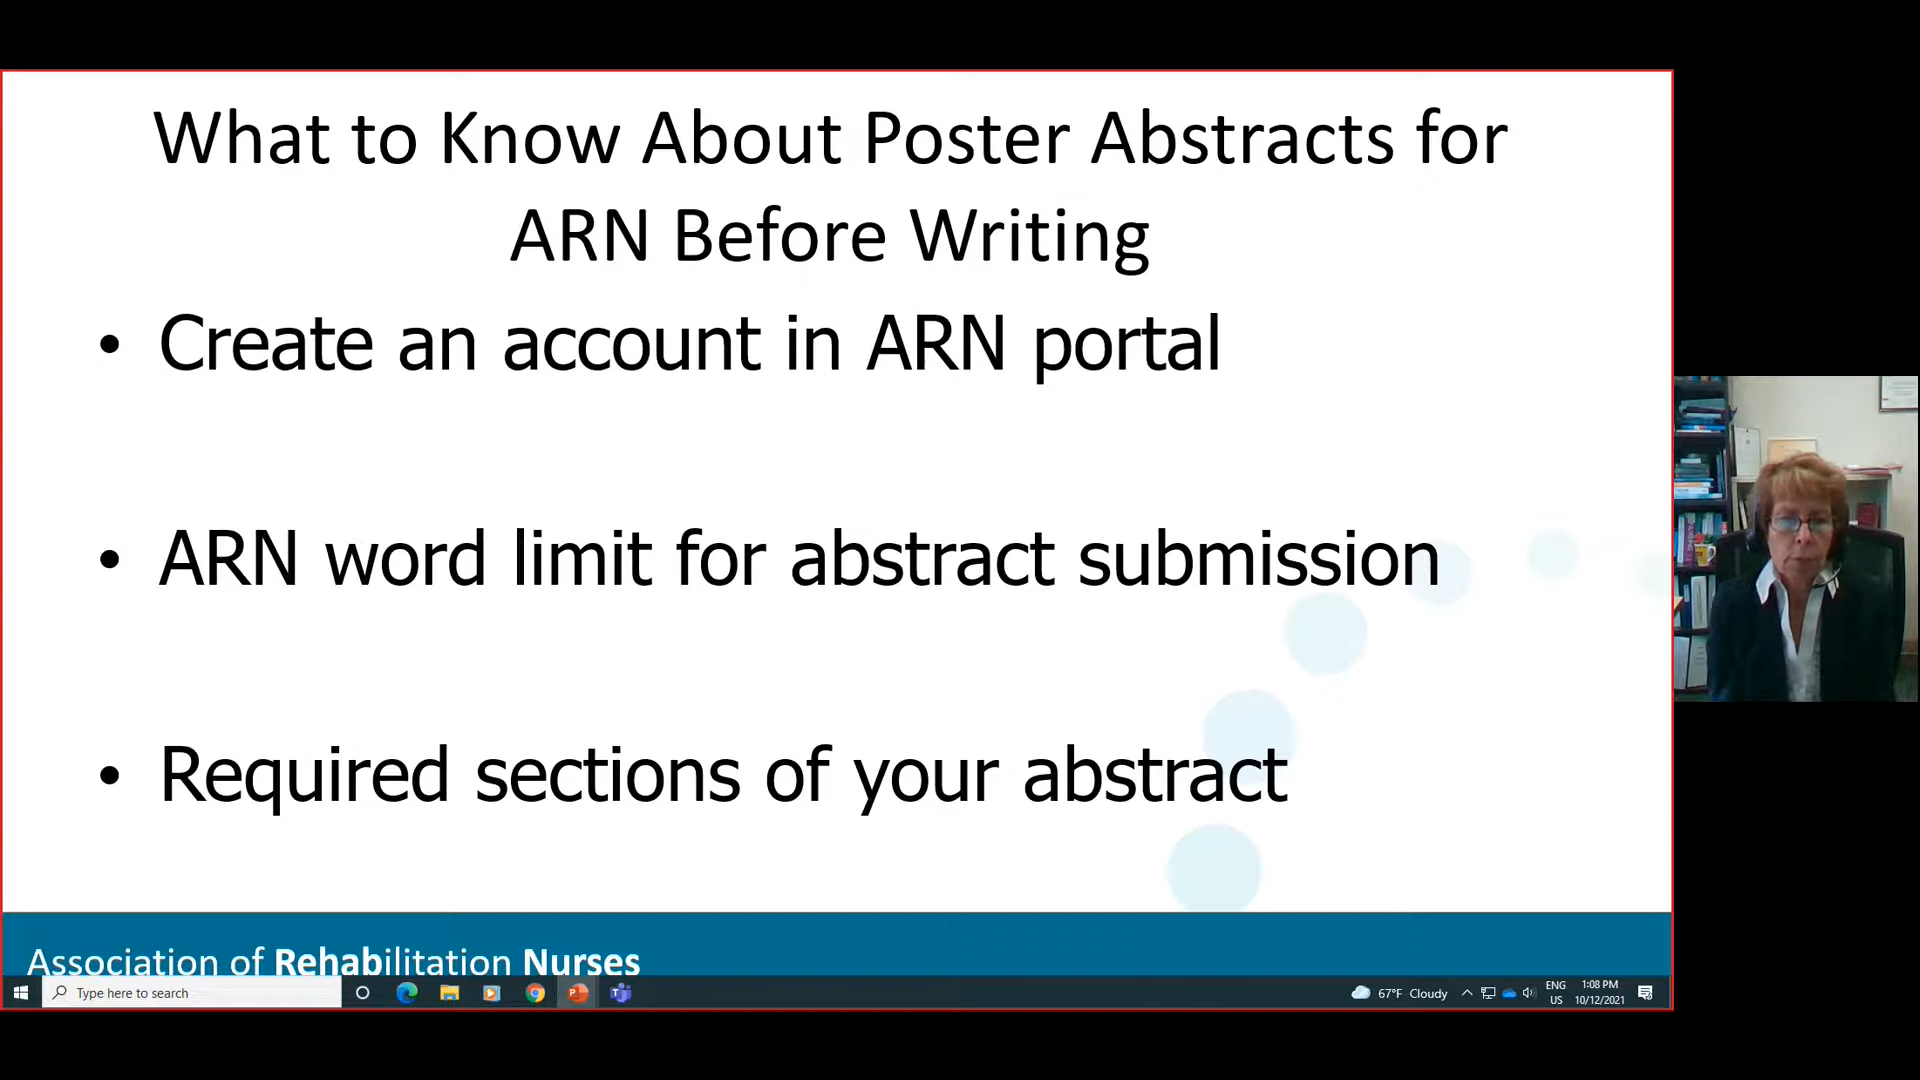 What to Know About Poster Abstracts for
ARN Before Writing
• Create an account in ARN portal
• ARN word limit for abstract submission
• Required sections of your abstract
Association of Rehabilitation Nurses
Type here to search
67°F Cloudy
ENG
US
1:08 PM
10/12/2021